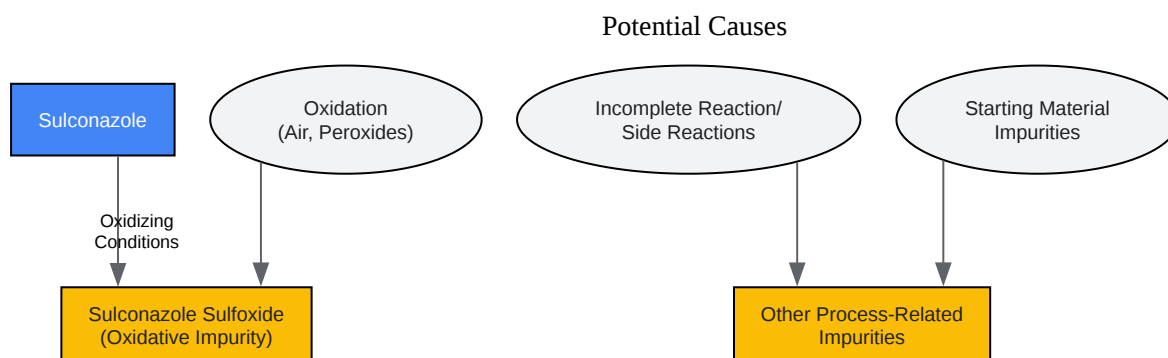 Potential Causes
Sulconazole
Oxidation
(Air, Peroxides)
Incomplete Reaction/
Side Reactions
Starting Material
Impurities
Oxidizing
Conditions
Sulconazole Sulfoxide
(Oxidative Impurity)
Other Process-Related
Impurities